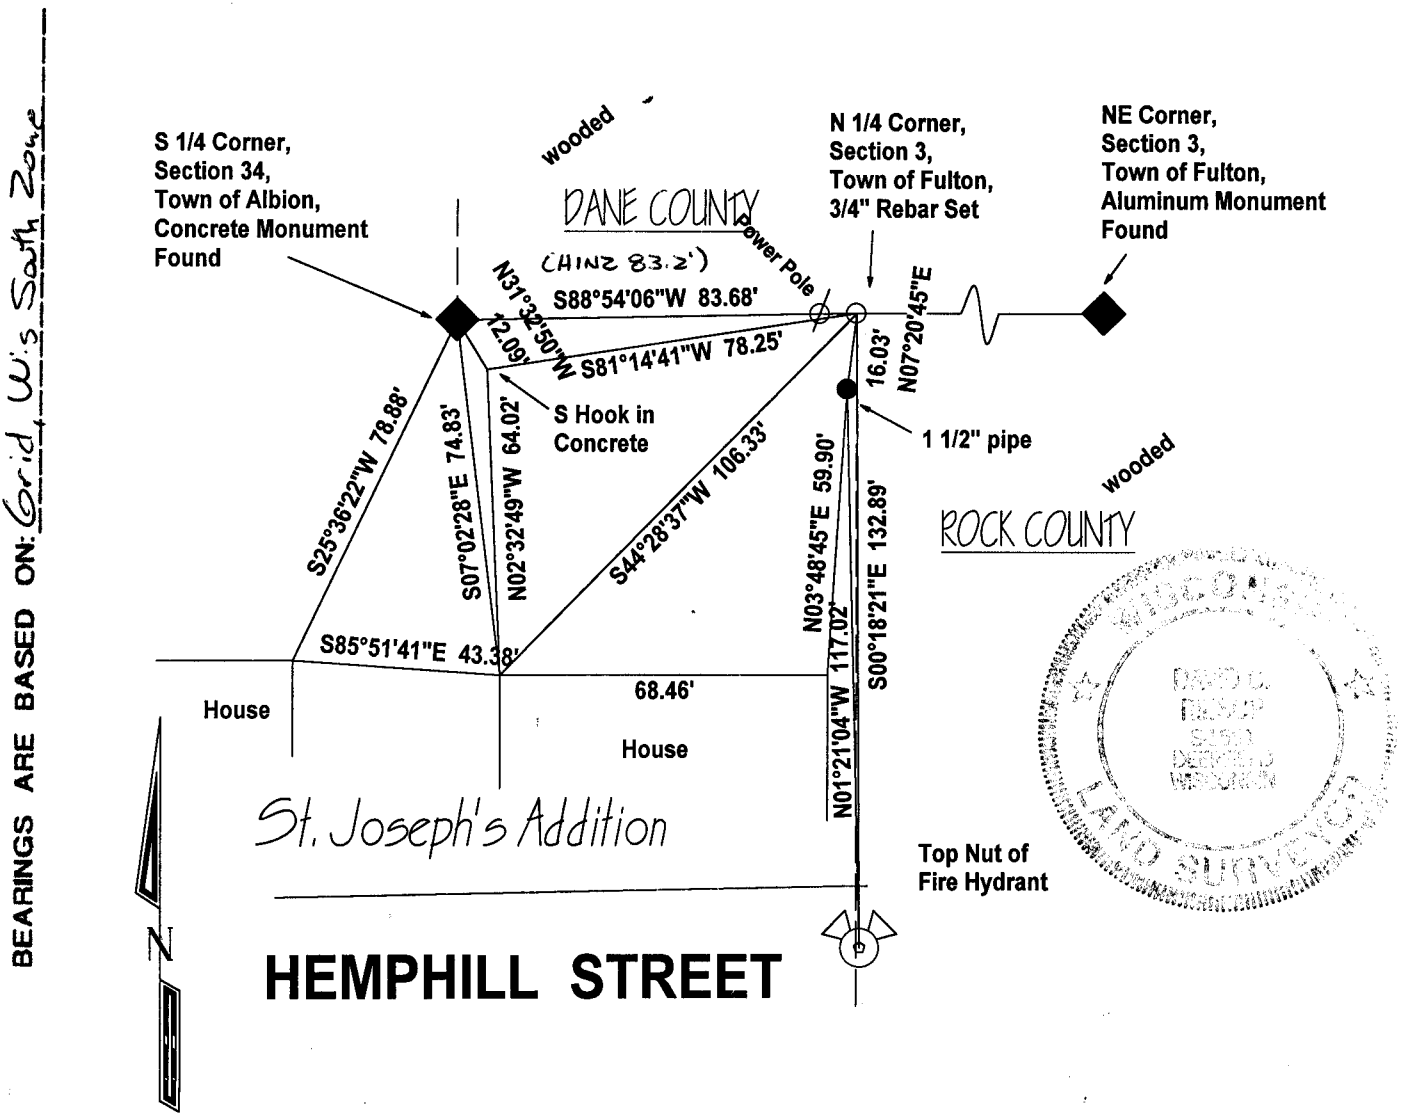 BEARINGS ARE BASED ON: Grid, Wis South Zone
S 1/4 Corner,
Section 34,
Town of Albion,
Concrete Monument
Found
wooded
DANE COUNTY
(HINZ 83.2')
Power Pole
N 1/4 Corner,
Section 3,
Town of Fulton,
3/4" Rebar Set
NE Corner,
Section 3,
Town of Fulton,
Aluminum Monument
Found
S88°54'06"W 83.68'
N31°32'50"W
12.09'
S81°14'41"W 78.25'
16.03'
N07°20'45"E
S Hook in
Concrete
1 1/2" pipe
S25°36'22"W 78.88'
S07°02'28"E 74.83'
N02°32'49"W 64.02'
S44°28'37"W 106.33'
N03°48'45"E 59.90'
S00°18'21"E 132.89'
N01°21'04"W 117.02'
wooded
ROCK COUNTY
S85°51'41"E 43.38'
68.46'
House
House
St. Joseph's Addition
WISCONSIN
DAVID C.
WISCONSIN
LAND SURVEYOR
Top Nut of
Fire Hydrant
N
HEMPHILL STREET